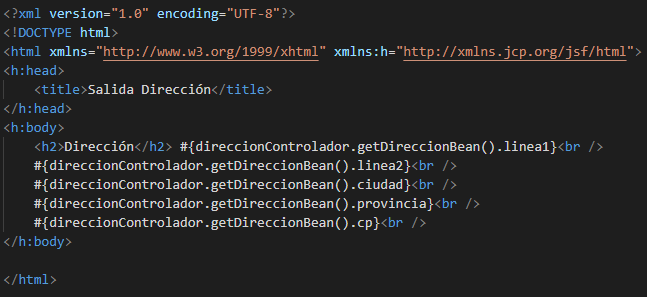 <?xml version="1.0" encoding="UTF-8"?>
<!DOCTYPE html>
<html xmlns="http://www.w3.org/1999/xhtml" xmlns:h="http://xmlns.jcp.org/jsf/html">
<h:head>
    <title>Salida Dirección</title>
</h:head>
<h:body>
    <h2>Dirección</h2> #{direccionControlador.getDireccionBean().linea1}<br />
    #{direccionControlador.getDireccionBean().linea2}<br />
    #{direccionControlador.getDireccionBean().ciudad}<br />
    #{direccionControlador.getDireccionBean().provincia}<br />
    #{direccionControlador.getDireccionBean().cp}<br />
</h:body>

</html>